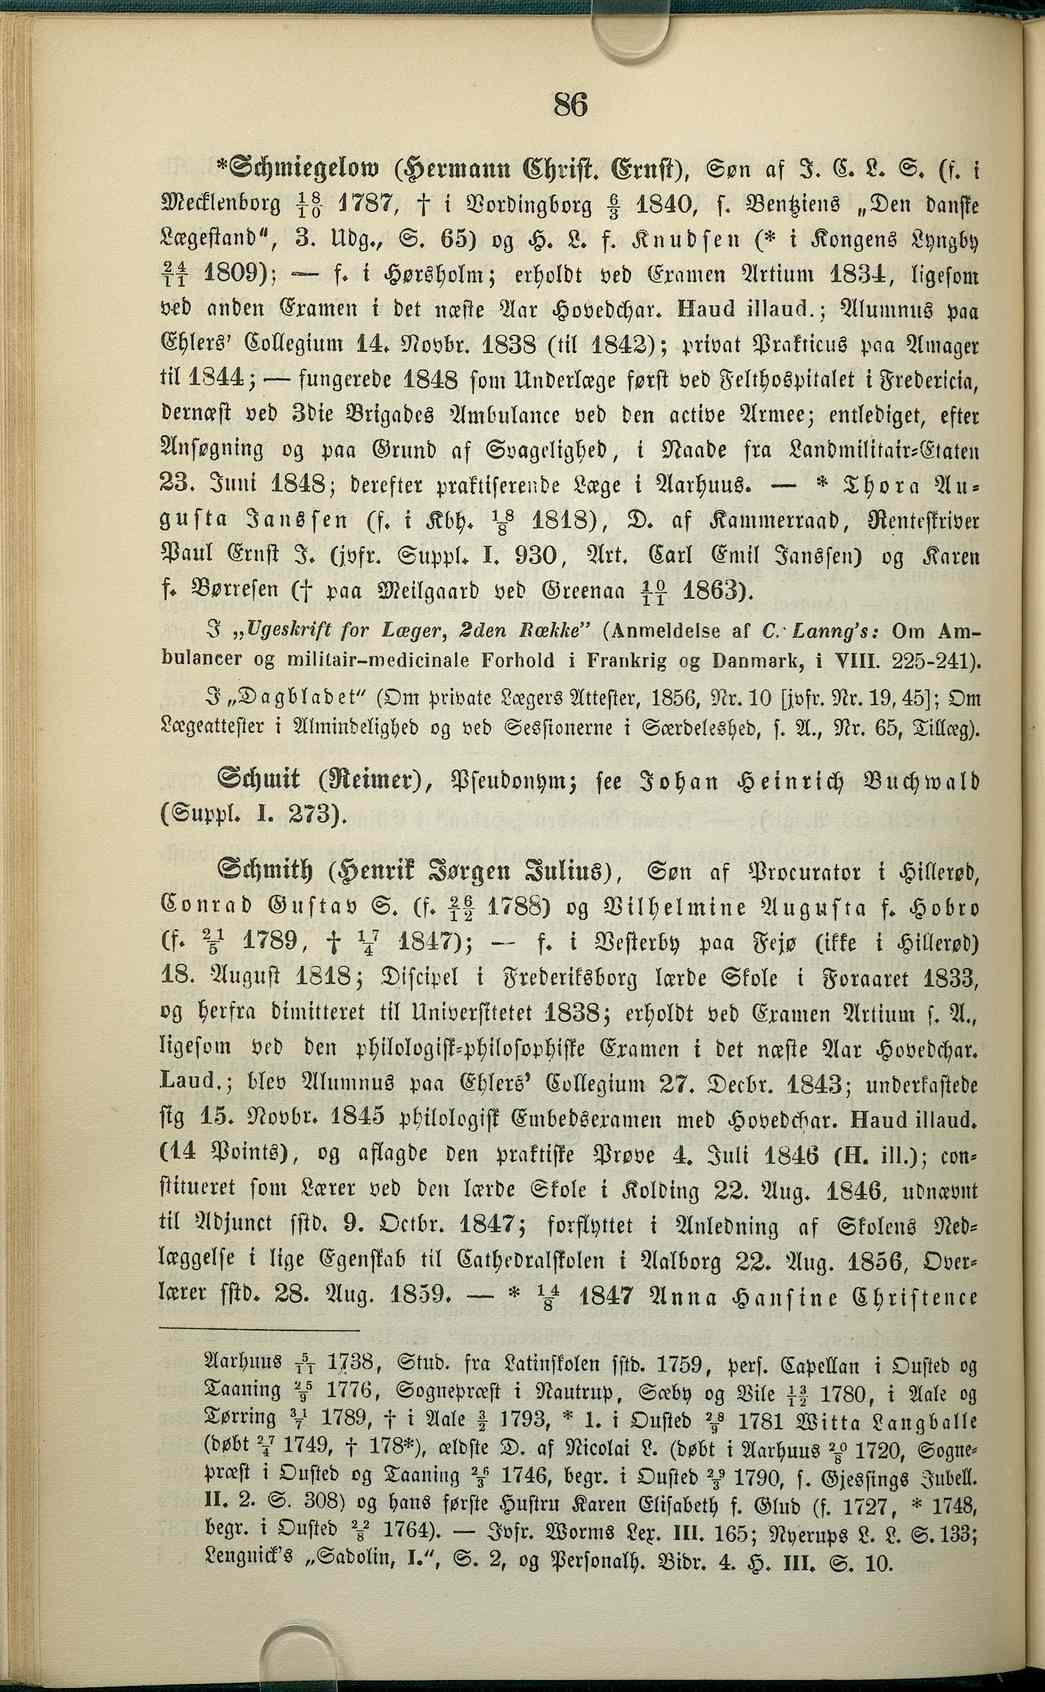 86
*Schmiegelow (Hermann Christ. Ernst), Søn af J. C. L. S. (f. i
Mecklenborg 18/10 1787, † i Vordingborg 6/3 1840, s. Bentziens „Den danske
Lægestand“, 3. Udg., S. 65) og H. L. f. Knudsen (* i Kongens Lyngby
24/11 1809); — f. i Hørsholm; erholdt ved Examen Artium 1834, ligesom
ved anden Examen i det næste Aar Hovedchar. Haud illaud.; Alumnus paa
Ehlers' Collegium 14. Novbr. 1838 (til 1842); privat Prakticus paa Amager
til 1844; — fungerede 1848 som Underlæge først ved Felthospitalet i Fredericia,
dernæst ved 3die Brigades Ambulance ved den active Armee; entlediget, efter
Ansøgning og paa Grund af Svagelighed, i Naade fra Landmilitair-Etaten
23. Juni 1848; derefter praktiserende Læge i Aarhuus. — * Thora Au-
gusta Janssen (f. i Kbh. 18/8 1818), D. af Kammerraad, Renteskriver
Paul Ernst J. (jvfr. Suppl. I. 930, Art. Carl Emil Janssen) og Karen
f. Børresen († paa Meilgaard ved Greenaa 10/11 1863).
I „Ugeskrift for Læger, 2den Række” (Anmeldelse af C. Lanng's: Om Am-
bulancer og militair-medicinale Forhold i Frankrig og Danmark, i VIII. 225-241).
I „Dagbladet“ (Om private Lægers Attester, 1856, Nr. 10 [jvfr. Nr. 19, 45]; Om
Lægeattester i Almindelighed og ved Sessionerne i Særdeleshed, s. A., Nr. 65, Tillæg).
Schmit (Reimer), Pseudonym; see Johan Heinrich Buchwald
(Suppl. I. 273).
Schmith (Henrik Jørgen Julius), Søn af Procurator i Hillerød,
Conrad Gustav S. (f. 26/12 1788) og Vilhelmine Augusta f. Hobro
(f. 21/5 1789, † 17/4 1847); — f. i Vesterby paa Fejø (ikke i Hillerød)
18. August 1818; Discipel i Frederiksborg lærde Skole i Foraaret 1833,
og herfra dimitteret til Universitetet 1838; erholdt ved Examen Artium s. A.,
ligesom ved den philologisk-philosophiske Examen i det næste Aar Hovedchar.
Laud.; blev Alumnus paa Ehlers' Collegium 27. Decbr. 1843; underkastede
sig 15. Novbr. 1845 philologisk Embedsexamen med Hovedchar. Haud illaud.
(14 Points), og aflagde den praktiske Prøve 4. Juli 1846 (H. ill.); con-
stitueret som Lærer ved den lærde Skole i Kolding 22. Aug. 1846, udnævnt
til Adjunct sstd. 9. Octbr. 1847; forflyttet i Anledning af Skolens Ned-
læggelse i lige Egenskab til Cathedralskolen i Aalborg 22. Aug. 1856, Over-
lærer sstd. 28. Aug. 1859. — * 14/8 1847 Anna Hansine Christence
Aarhuus 5/11 1738, Stud. fra Latinskolen sstd. 1759, pers. Capellan i Ousted og
Taaning 25/9 1776, Sognepræst i Nautrup, Sæby og Vile 13/12 1780, i Aale og
Tørring 31/7 1789, † i Aale 3/2 1793, * 1. i Ousted 28/9 1781 Witta Langballe
(døbt 27/4 1749, † 178*), ældste D. af Nicolai L. (døbt i Aarhuus 20/8 1720, Sogne-
præst i Ousted og Taaning 26/3 1746, begr. i Ousted 29/3 1790, s. Gjessings Jubell.
II. 2. S. 308) og hans første Hustru Karen Elisabeth f. Glud (f. 1727, * 1748,
begr. i Ousted 22/8 1764). — Jvfr. Worms Lex. III. 165; Nyerups L. L. S. 133;
Lengnick's „Sadolin, I.“, S. 2, og Personalh. Bidr. 4. H. III. S. 10.